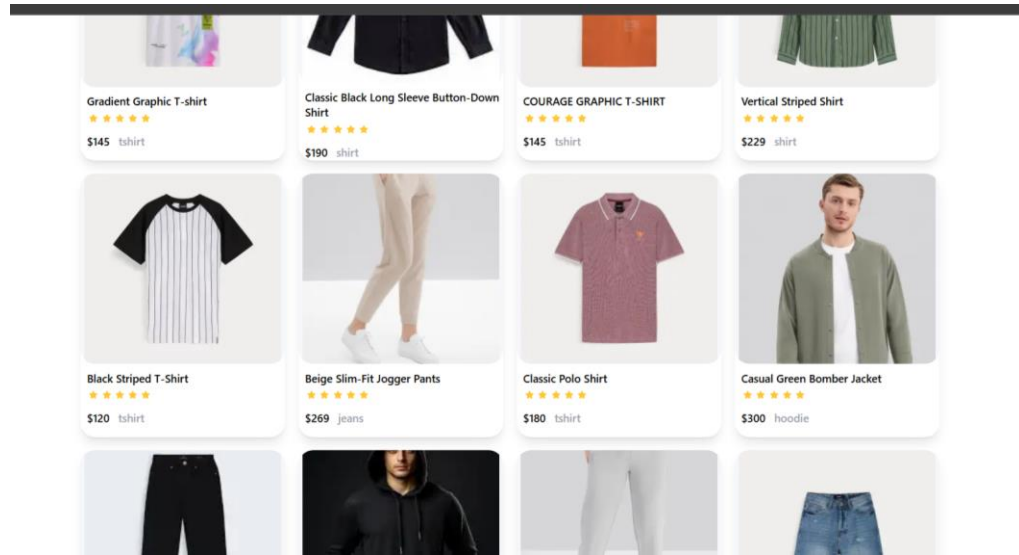 Gradient Graphic T-shirt
$145 tshirt
Classic Black Long Sleeve Button-Down
Shirt
$190 shirt
COURAGE GRAPHIC T-SHIRT
$145 tshirt
Vertical Striped Shirt
$229 shirt
Black Striped T-Shirt
$120 tshirt
Beige Slim-Fit Jogger Pants
$269 jeans
Classic Polo Shirt
$180 tshirt
Casual Green Bomber Jacket
$300 hoodie